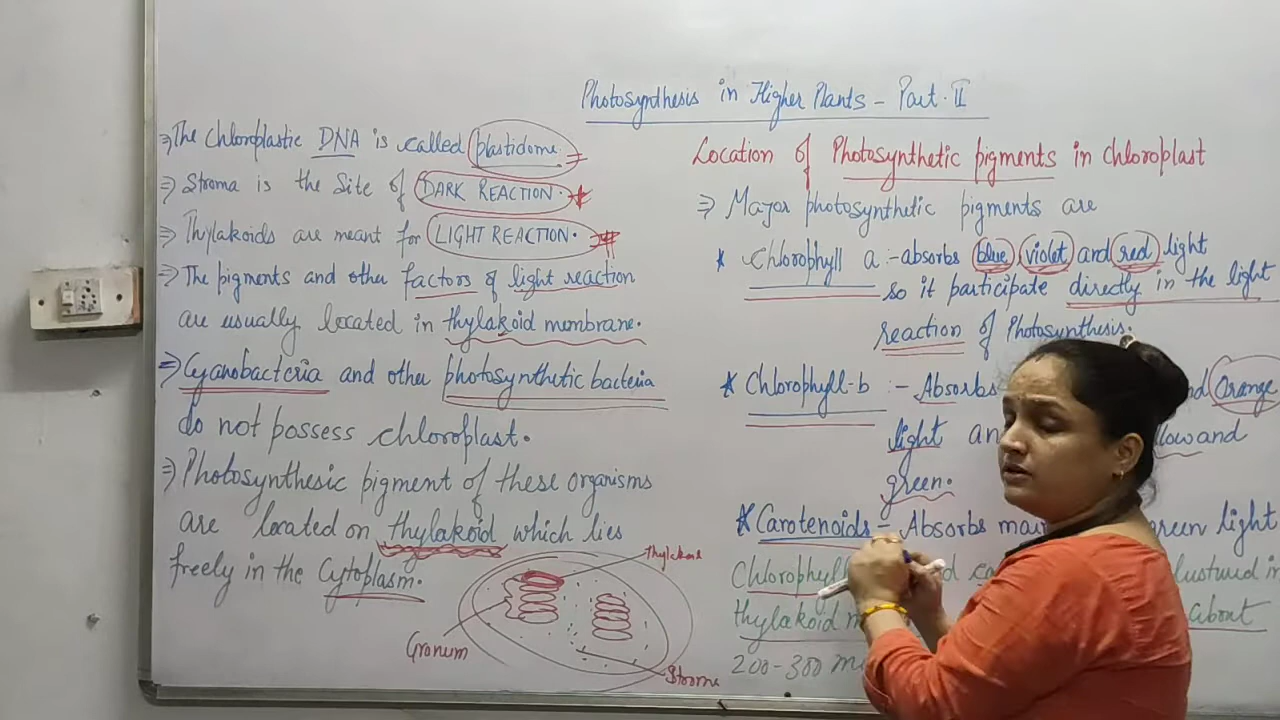 Photosynthesis in Higher Plants - Part-II
⇒ The Chloroplastic DNA is called plastidome.
⇒ Stroma is the Site of DARK REACTION.
⇒ Thylakoids are meant for LIGHT REACTION.
⇒ The pigments and other factors of light reaction
are usually located in thylakoid membrane.
⇒ Cyanobacteria and other photosynthetic bacteria
do not possess chloroplast.
⇒ Photosynthesic pigment of these organisms
are located on thylakoid which lies
freely in the Cytoplasm.
Granum
Stroma
Location of Photosynthetic pigments in chloroplast
⇒ Major photosynthetic pigments are
* Chlorophyll a :- absorbs blue, violet and red light
so it participate directly in the light
reaction of Photosynthesis.
* Chlorophyll-b :- Absorbs Orange
light and
green.
* Carotenoids - Absorbs green light
Chlorophyll
thylakoid about
200-300